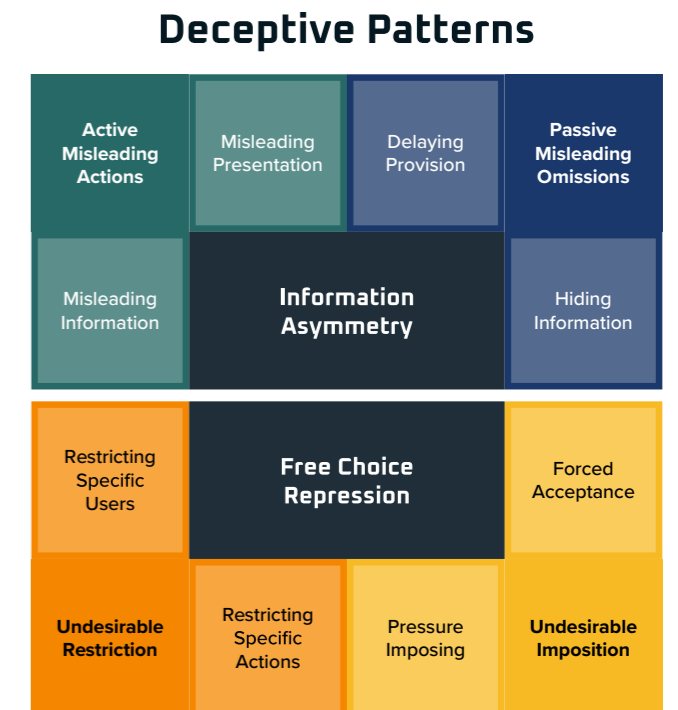 Deceptive Patterns
Active
Misleading
Actions
Misleading
Presentation
Delaying
Provision
Passive
Misleading
Omissions
Misleading
Information
Information
Asymmetry
Hiding
Information
Restricting
Specific
Users
Free Choice
Repression
Forced
Acceptance
Undesirable
Restriction
Restricting
Specific
Actions
Pressure
Imposing
Undesirable
Imposition